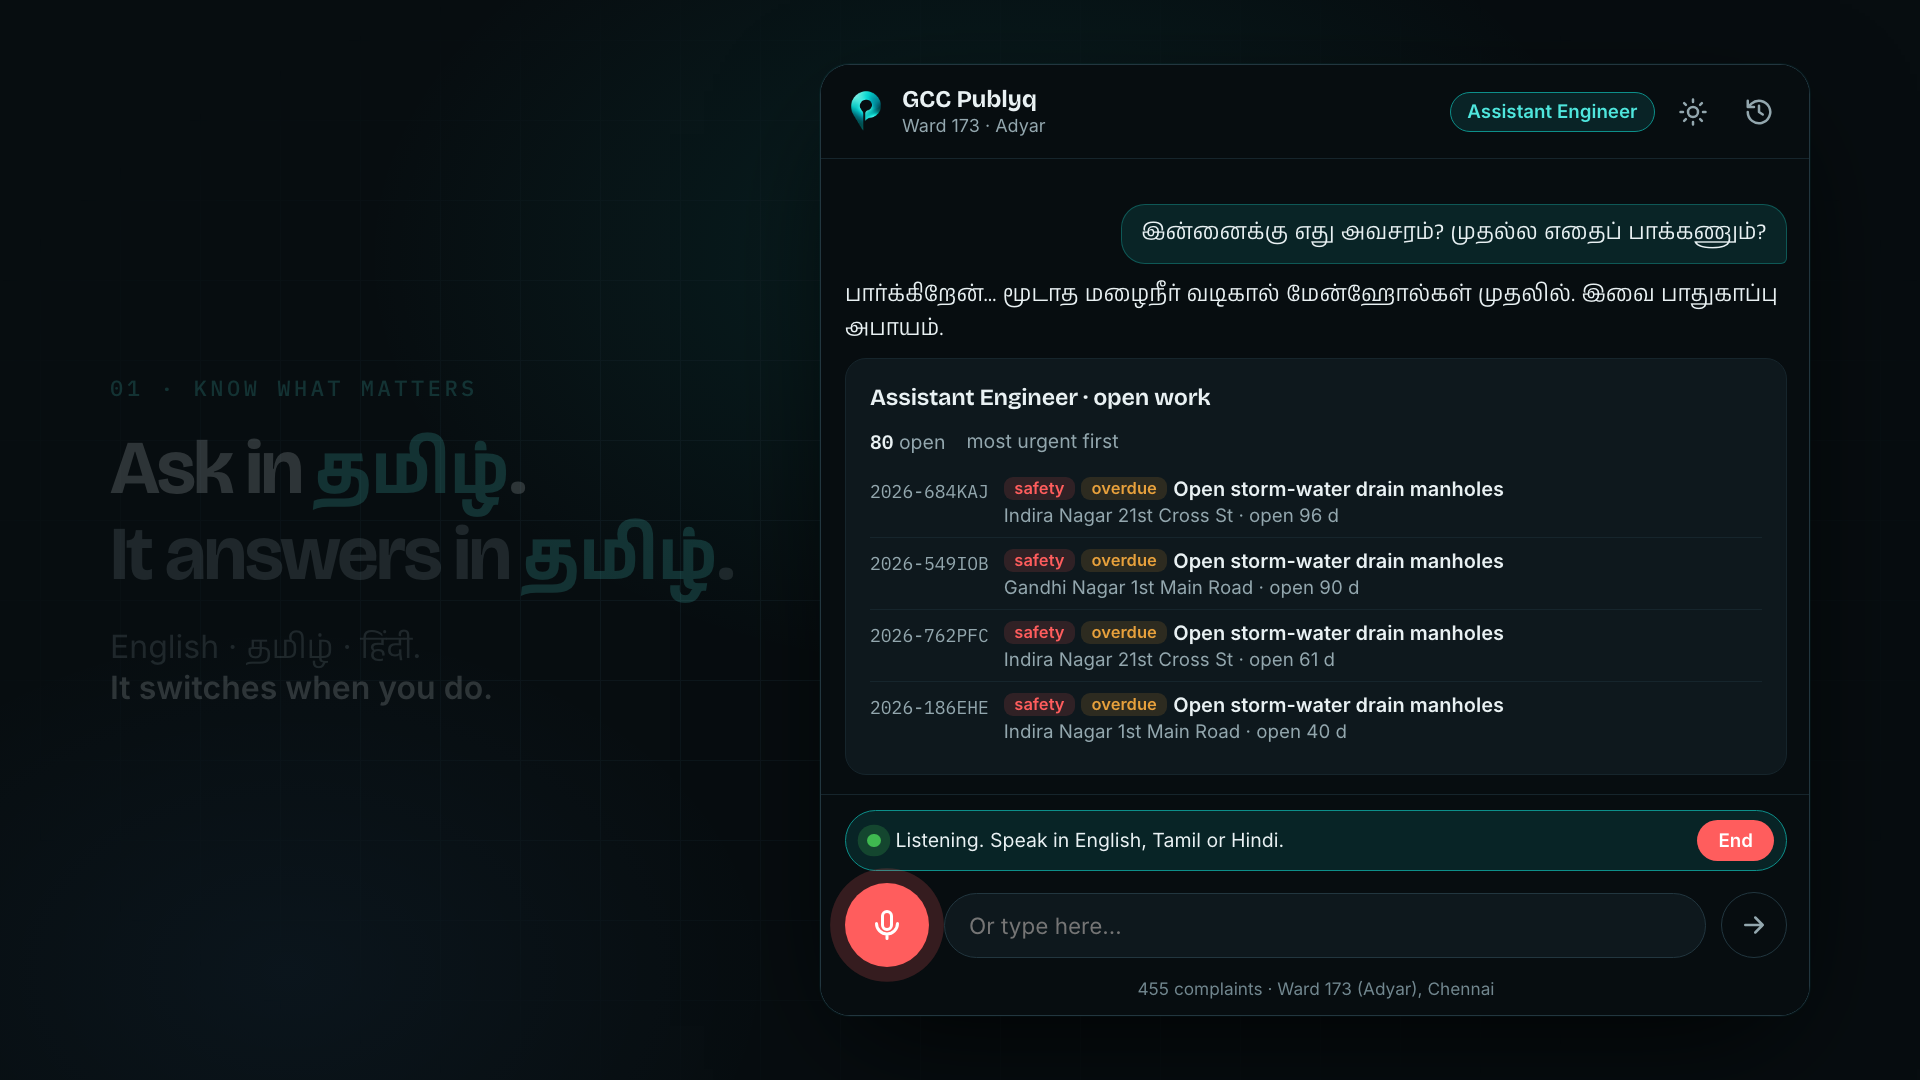 01 · KNOW WHAT MATTERS
Ask in தமிழ்.
It answers in தமிழ்.
English · தமிழ் · हिंदी.
It switches when you do.
GCC Publyq
Ward 173 · Adyar
Assistant Engineer
இன்னைக்கு எது அவசரம்? முதல்ல எதைப் பாக்கணும்?
பார்க்கிறேன்... மூடாத மழைநீர் வடிகால் மேன்ஹோல்கள் முதலில். இவை பாதுகாப்பு
அபாயம்.
Assistant Engineer · open work
80 open most urgent first
2026-684KAJ safety overdue Open storm-water drain manholes
Indira Nagar 21st Cross St · open 96 d
2026-549IOB safety overdue Open storm-water drain manholes
Gandhi Nagar 1st Main Road · open 90 d
2026-762PFC safety overdue Open storm-water drain manholes
Indira Nagar 21st Cross St · open 61 d
2026-186EHE safety overdue Open storm-water drain manholes
Indira Nagar 1st Main Road · open 40 d
Listening. Speak in English, Tamil or Hindi.
End
Or type here...
455 complaints · Ward 173 (Adyar), Chennai